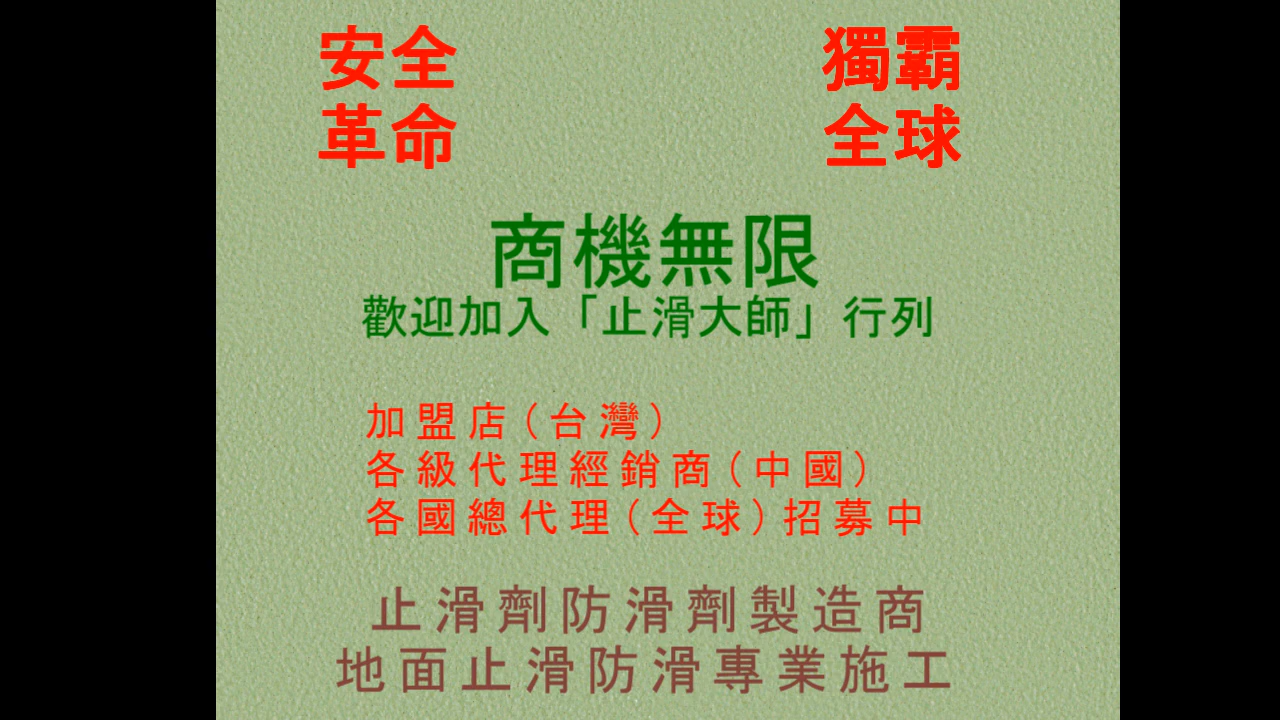 安全
革命
獨霸
全球
商機無限
歡迎加入「止滑大師」行列
加盟店(台灣)
各級代理經銷商(中國)
各國總代理(全球)招募中
止滑劑防滑劑製造商
地面止滑防滑專業施工